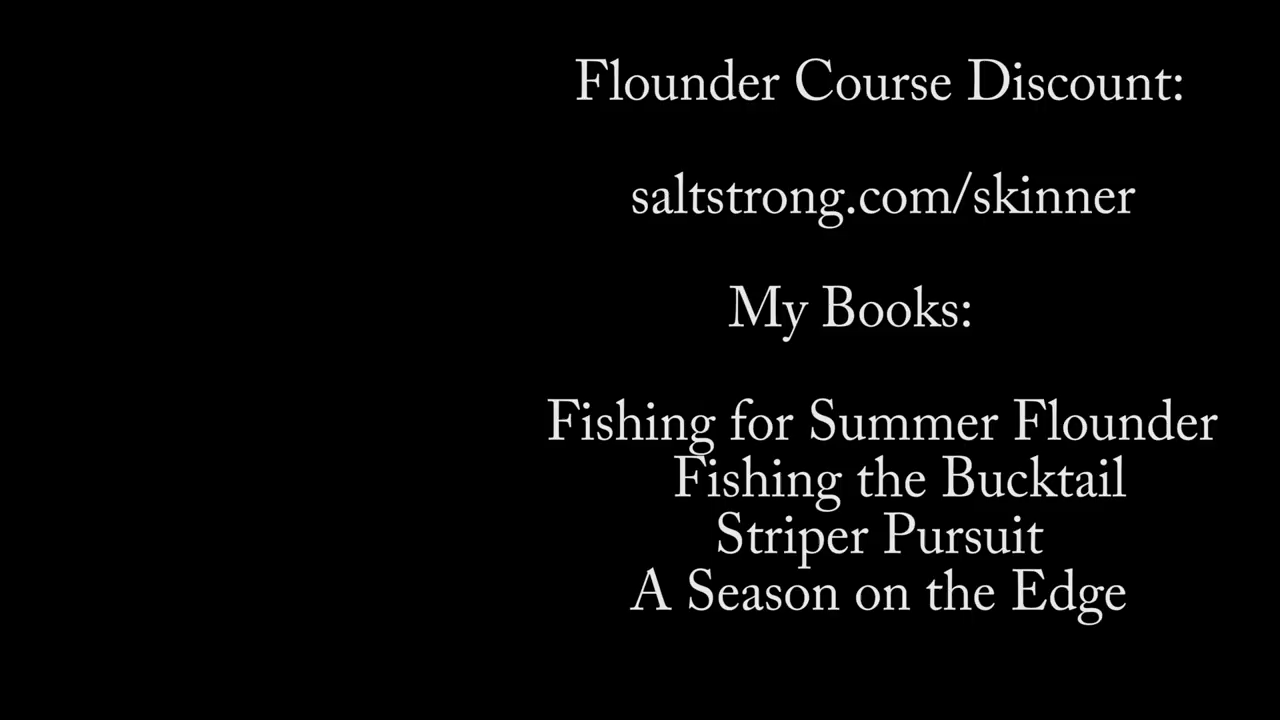 Flounder Course Discount:
saltstrong.com/skinner
My Books:
Fishing for Summer Flounder
Fishing the Bucktail
Striper Pursuit
A Season on the Edge